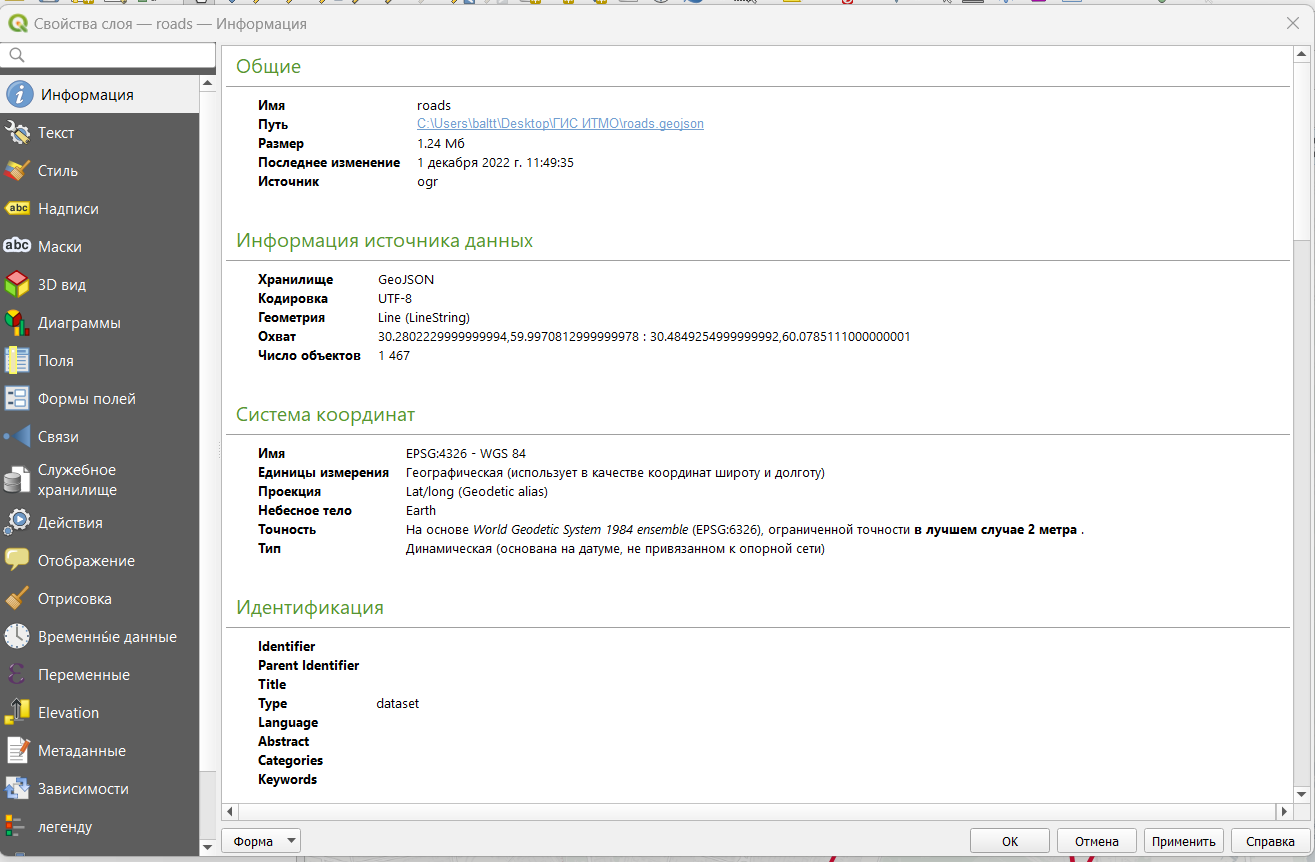 Свойства слоя — roads — Информация
Информация
Текст
Стиль
abc Надписи
abc Маски
3D вид
Диаграммы
Поля
Формы полей
Связи
Служебное
хранилище
Действия
Отображение
Отрисовка
Временны́е данные
Переменные
Elevation
Метаданные
Зависимости
легенду
Общие
Имя roads
Путь C:\Users\baltt\Desktop\ГИС ИТМО\roads.geojson
Размер 1.24 Мб
Последнее изменение 1 декабря 2022 г. 11:49:35
Источник ogr
Информация источника данных
Хранилище GeoJSON
Кодировка UTF-8
Геометрия Line (LineString)
Охват 30.2802229999999994,59.9970812999999978 : 30.4849254999999992,60.0785111000000001
Число объектов 1 467
Система координат
Имя EPSG:4326 - WGS 84
Единицы измерения Географическая (использует в качестве координат широту и долготу)
Проекция Lat/long (Geodetic alias)
Небесное тело Earth
Точность На основе World Geodetic System 1984 ensemble (EPSG:6326), ограниченной точности в лучшем случае 2 метра .
Тип Динамическая (основана на датуме, не привязанном к опорной сети)
Идентификация
Identifier
Parent Identifier
Title
Type dataset
Language
Abstract
Categories
Keywords
Форма OK Отмена Применить Справка